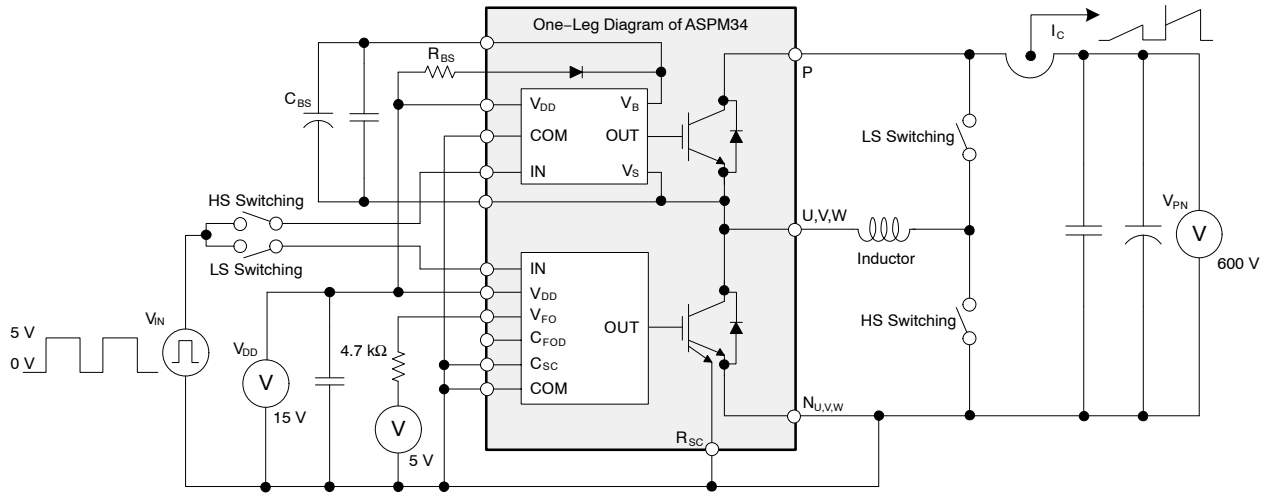 One−Leg Diagram of ASPM34
I_C
R_BS
P
C_BS
V_DD
V_B
COM
OUT
LS Switching
IN
V_S
HS Switching
U,V,W
V_PN
V
600 V
LS Switching
Inductor
IN
V_DD
V_IN
V_FO
OUT
HS Switching
5 V
0 V
V_DD
4.7 kΩ
C_FOD
C_SC
V
COM
15 V
N_U,V,W
V
5 V
R_SC